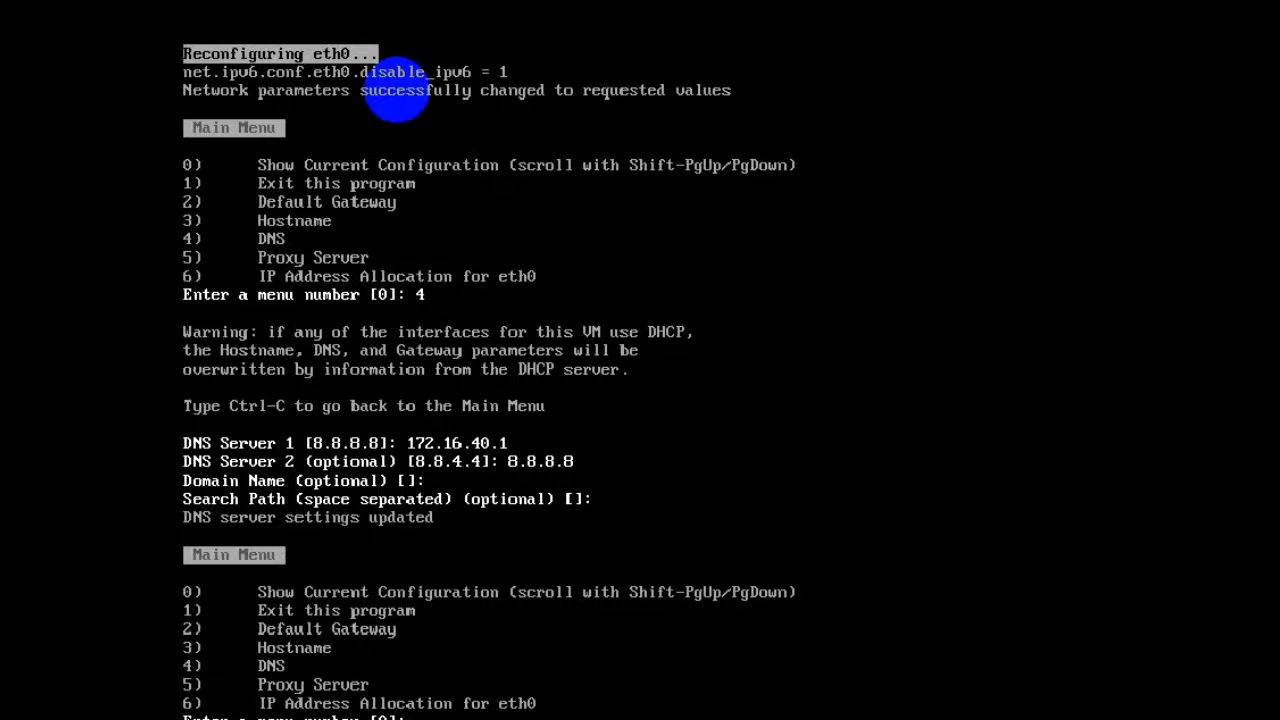 Reconfiguring eth0...
net.ipv6.conf.eth0.disable_ipv6 = 1
Network parameters successfully changed to requested values
Main Menu
0) Show Current Configuration (scroll with Shift-PgUp/PgDown)
1) Exit this program
2) Default Gateway
3) Hostname
4) DNS
5) Proxy Server
6) IP Address Allocation for eth0
Enter a menu number [0]: 4
Warning: if any of the interfaces for this VM use DHCP,
the Hostname, DNS, and Gateway parameters will be
overwritten by information from the DHCP server.
Type Ctrl-C to go back to the Main Menu
DNS Server 1 [8.8.8.8]: 172.16.40.1
DNS Server 2 (optional) [8.8.4.4]: 8.8.8.8
Domain Name (optional) []:
Search Path (space separated) (optional) []:
DNS server settings updated
Main Menu
0) Show Current Configuration (scroll with Shift-PgUp/PgDown)
1) Exit this program
2) Default Gateway
3) Hostname
4) DNS
5) Proxy Server
6) IP Address Allocation for eth0
Enter a menu number [0]: